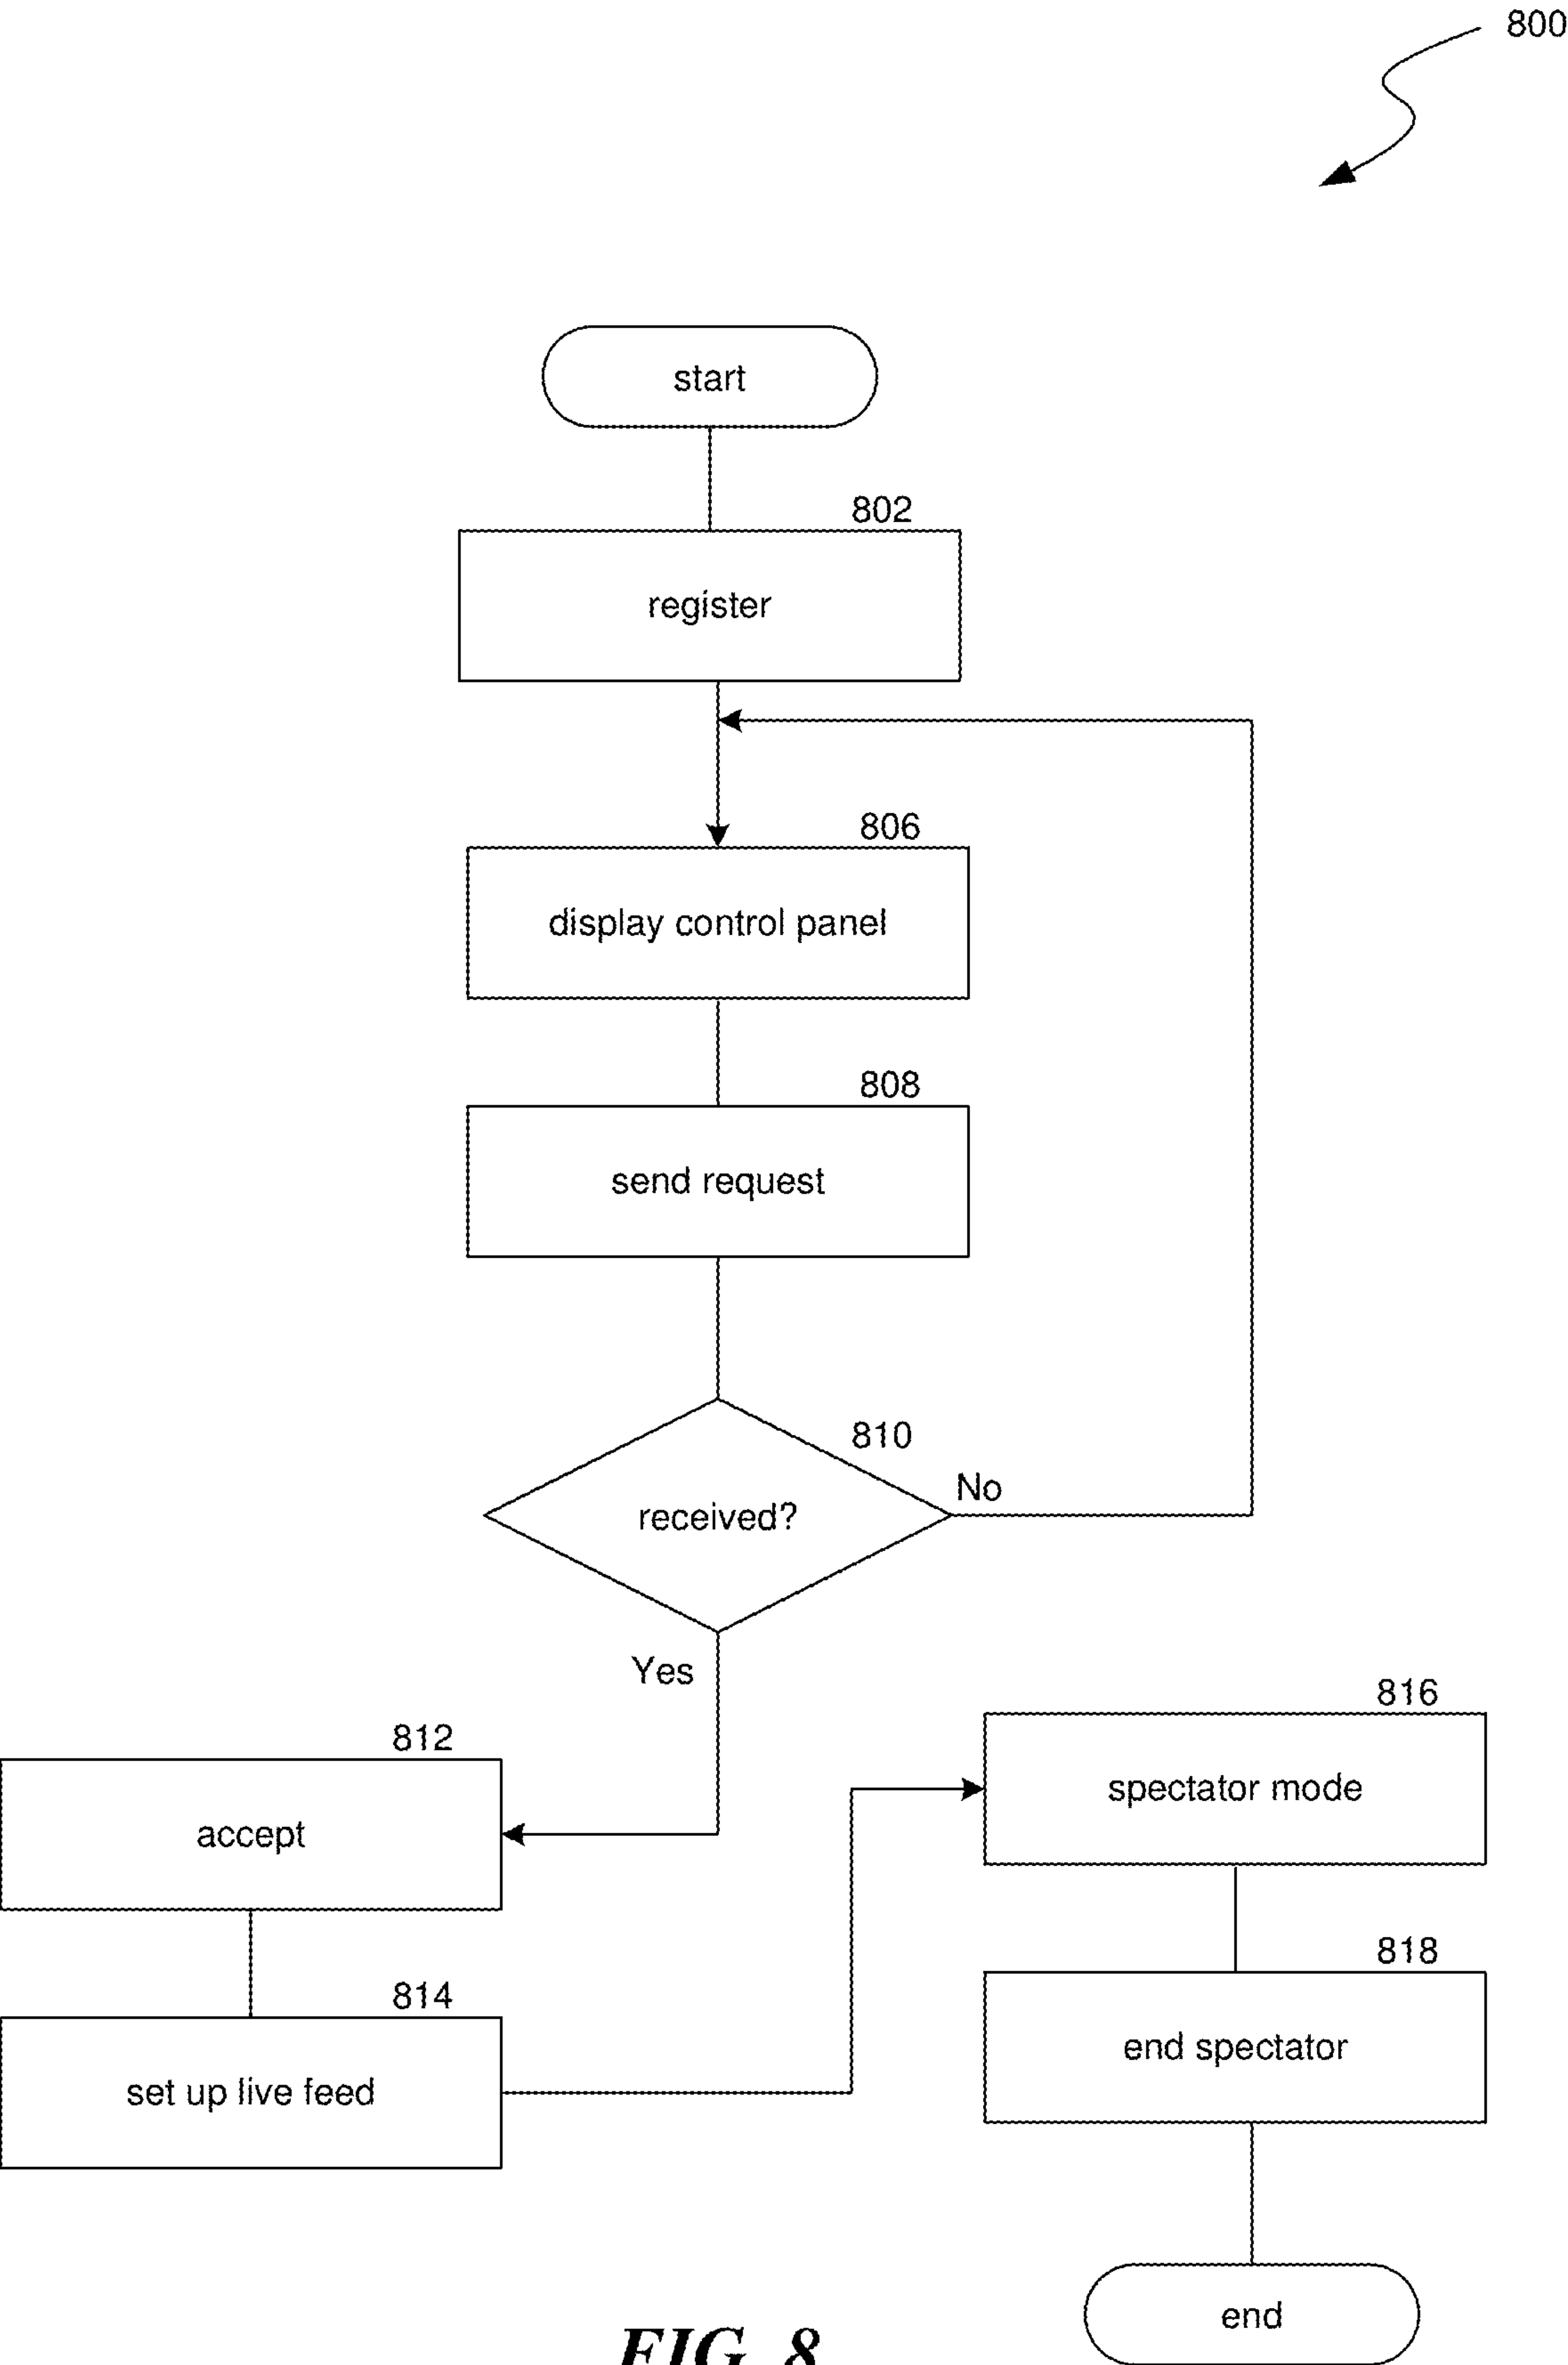 800
start
802
register
806
display control panel
808
send request
810
received?
No
Yes
812
accept
814
set up live feed
816
spectator mode
818
end spectator
end
FIG. 8